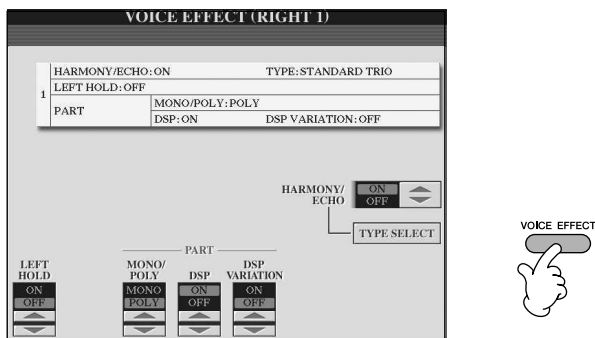 VOICE EFFECT (RIGHT 1)
HARMONY/ECHO: ON TYPE: STANDARD TRIO
1
LEFT HOLD: OFF
PART
MONO/POLY: POLY
DSP: ON DSP VARIATION: OFF
HARMONY/
ECHO
ON
OFF
TYPE SELECT
VOICE EFFECT
PART
LEFT
HOLD
ON
OFF
MONO/
POLY
MONO
POLY
DSP
ON
OFF
DSP
VARIATION
ON
OFF